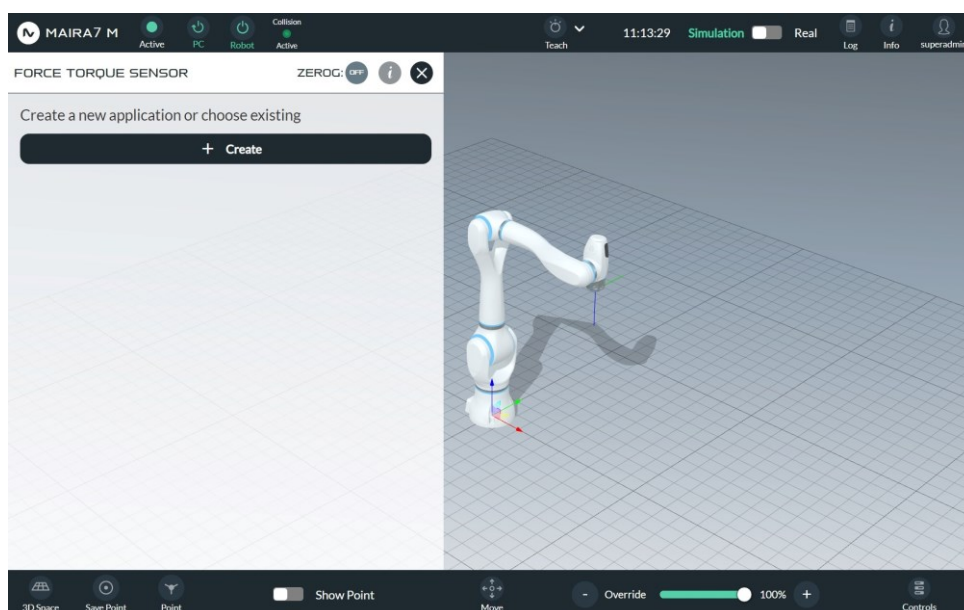 MAIRA7 M
Active
PC
Robot
Collision
Active
Teach
11:13:29
Simulation
Real
Log
Info
superadmin
FORCE TORQUE SENSOR
ZEROG: OFF
Create a new application or choose existing
+ Create
3D Space
Save Point
Point
Show Point
Move
- Override 100% +
Controls